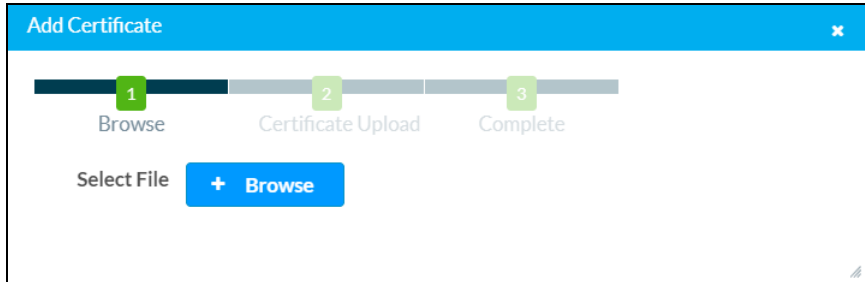 Add Certificate
1 2 3
Browse Certificate Upload Complete
Select File + Browse